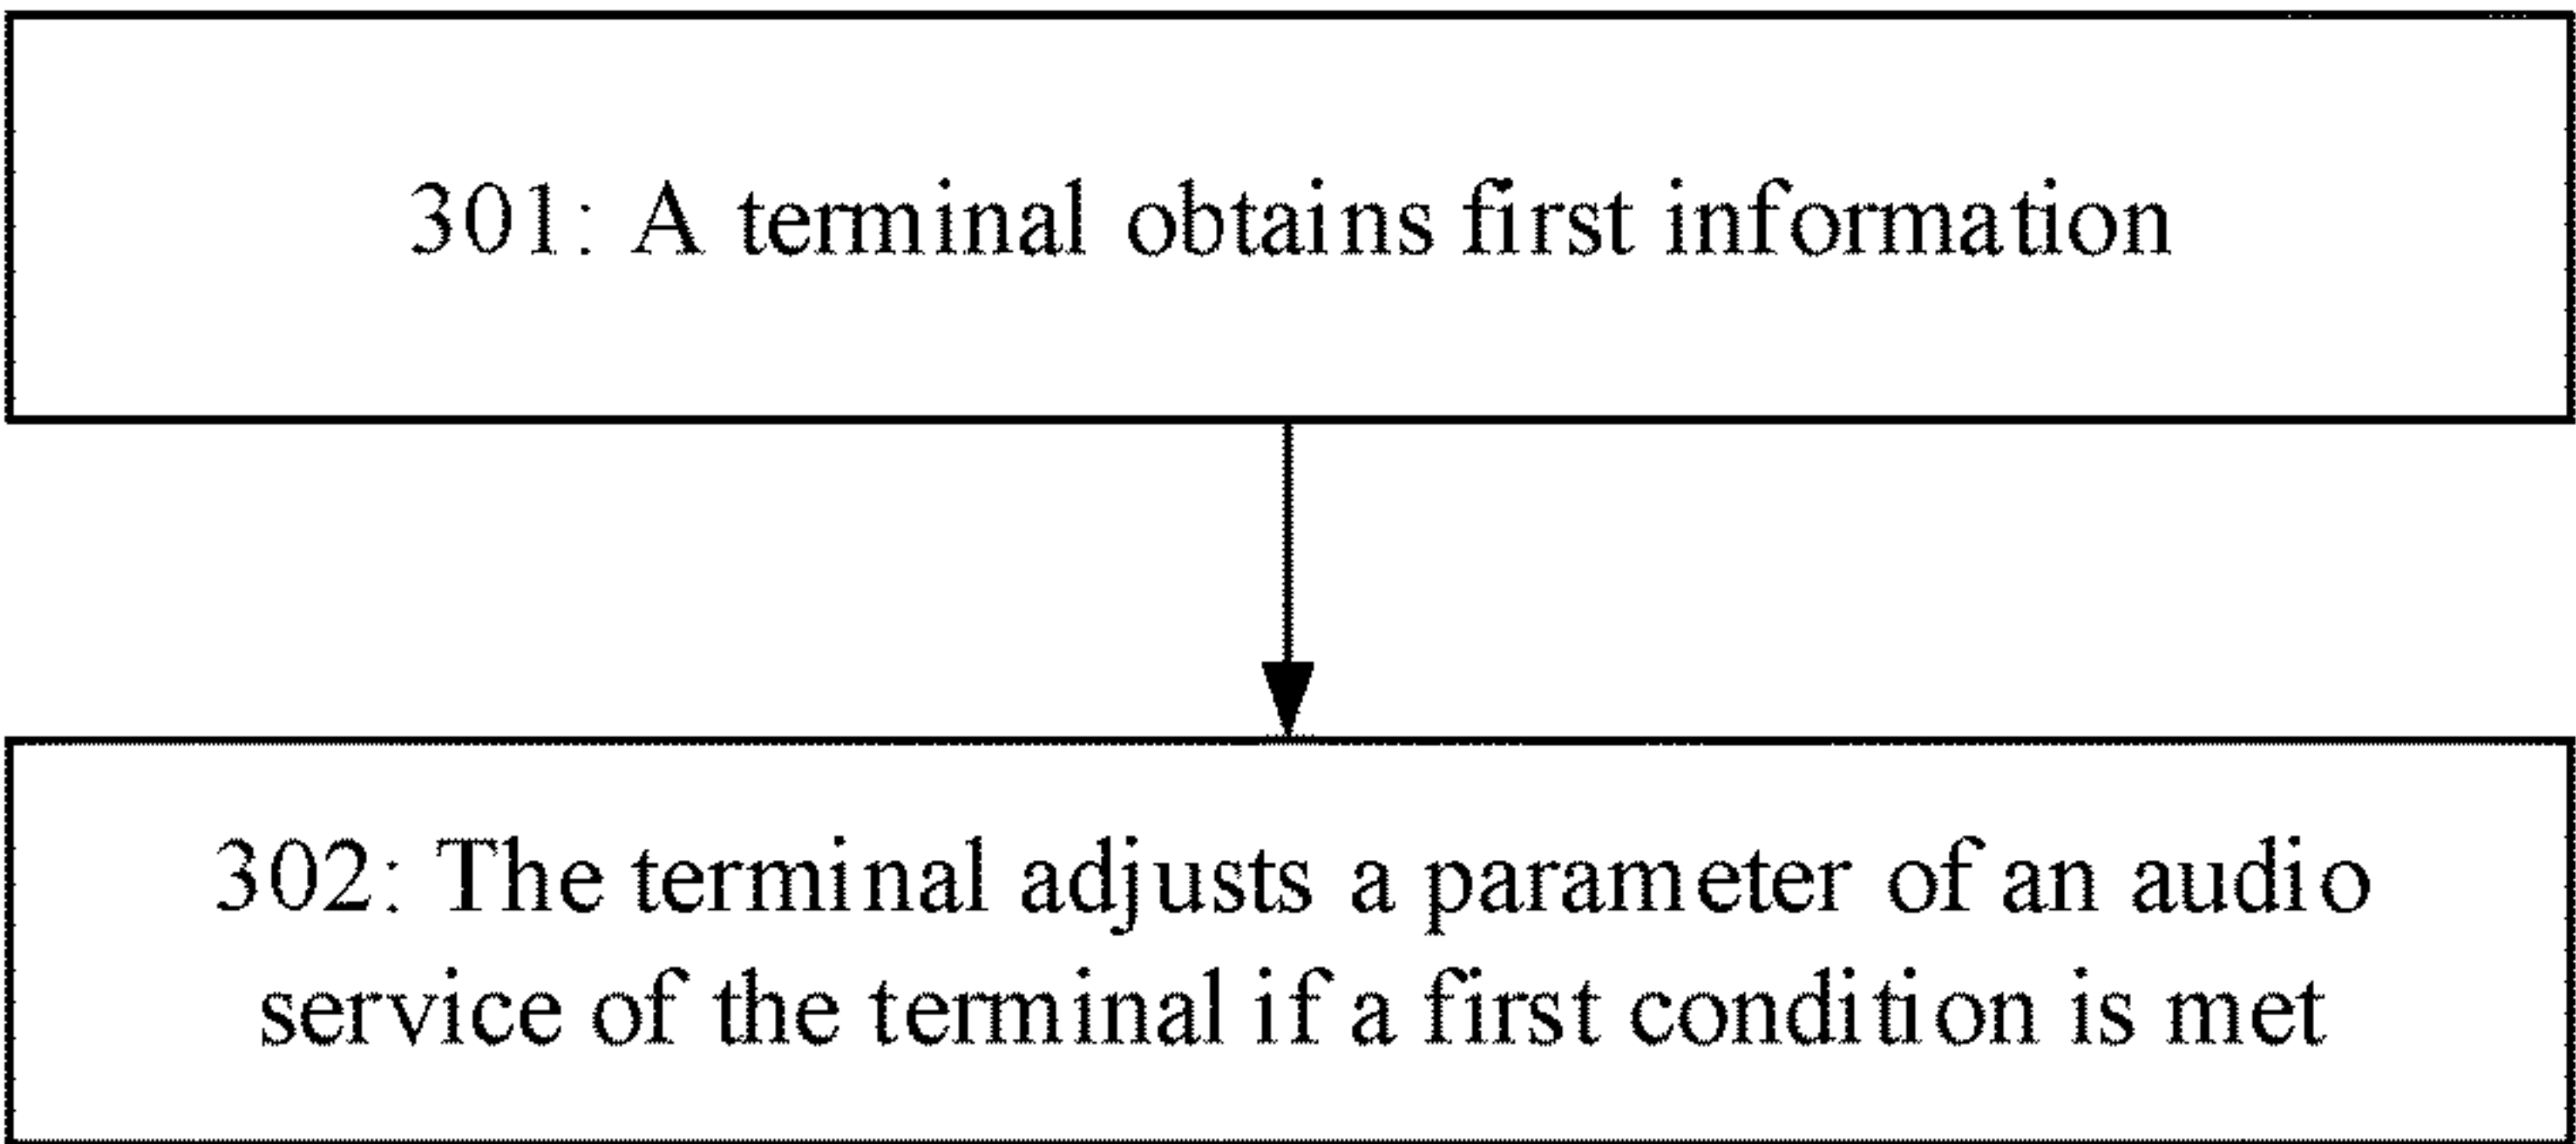 301: A terminal obtains first information
302: The terminal adjusts a parameter of an audio
service of the terminal if a first condition is met